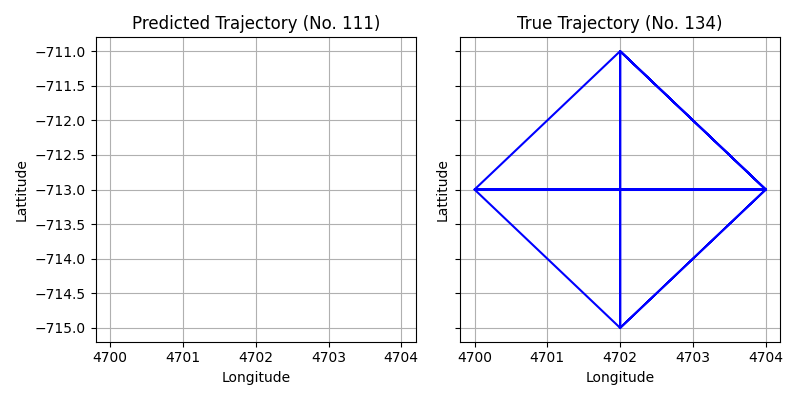 Predicted Trajectory (No. 111)
True Trajectory (No. 134)
−711.0
−711.5
−712.0
−712.5
−713.0
−713.5
−714.0
−714.5
−715.0
Lattitude
Lattitude
4700 4701 4702 4703 4704
4700 4701 4702 4703 4704
Longitude
Longitude